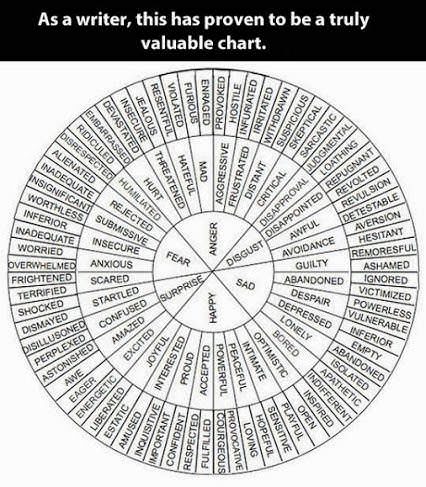 As a writer, this has proven to be a truly
valuable chart.
ANGER
DISGUST
SAD
HAPPY
SURPRISE
FEAR
HURT
THREATENED
HATEFUL
MAD
AGGRESSIVE
FRUSTRATED
DISTANT
CRITICAL
DISAPPROVAL
DISAPPOINTED
AWFUL
AVOIDANCE
GUILTY
ABANDONED
DESPAIR
DEPRESSED
LONELY
BORED
OPTIMISTIC
INTIMATE
PEACEFUL
POWERFUL
ACCEPTED
PROUD
INTERESTED
JOYFUL
EXCITED
AMAZED
CONFUSED
STARTLED
SCARED
ANXIOUS
INSECURE
SUBMISSIVE
REJECTED
HUMILIATED
EMBARRASSED
DEVASTATED
INSECURE
JEALOUS
RESENTFUL
VIOLATED
FURIOUS
ENRAGED
PROVOKED
HOSTILE
INFURIATED
IRRITATED
WITHDRAWN
SUSPICIOUS
SKEPTICAL
SARCASTIC
JUDGMENTAL
LOATHING
REPUGNANT
REVOLTED
REVULSION
DETESTABLE
AVERSION
HESITANT
REMORESFUL
ASHAMED
IGNORED
VICTIMIZED
POWERLESS
VULNERABLE
INFERIOR
EMPTY
ABANDONED
ISOLATED
APATHETIC
INDIFFERENT
INSPIRED
OPEN
PLAYFUL
SENSITIVE
HOPEFUL
LOVING
PROVOCATIVE
COURGEOUS
FULFILLED
RESPECTED
CONFIDENT
IMPORTANT
INQUISITIVE
AMUSED
ESTATIC
LIBERATED
ENERGETIC
EAGER
AWE
ASTONISHED
PERPLEXED
DISILLUSIONED
DISMAYED
SHOCKED
TERRIFIED
FRIGHTENED
OVERWHELMED
WORRIED
INADEQUATE
INFERIOR
WORTHLESS
INSIGNIFICANT
INADEQUATE
ALIENATED
DISRESPECTED
RIDICULED